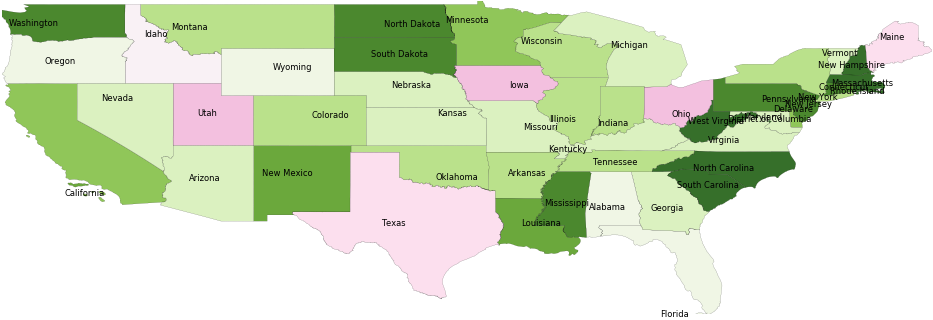 Washington
Idaho
Montana
North Dakota
Minnesota
Oregon
Wyoming
South Dakota
Wisconsin
Michigan
Maine
Vermont
New Hampshire
Massachusetts
Connecticut
Rhode Island
New York
New Jersey
Pennsylvania
Nevada
Utah
Colorado
Nebraska
Kansas
Iowa
Missouri
Illinois
Indiana
Ohio
West Virginia
Delaware
Maryland
District of Columbia
Virginia
Kentucky
California
Arizona
New Mexico
Oklahoma
Arkansas
Tennessee
North Carolina
South Carolina
Texas
Louisiana
Mississippi
Alabama
Georgia
Florida